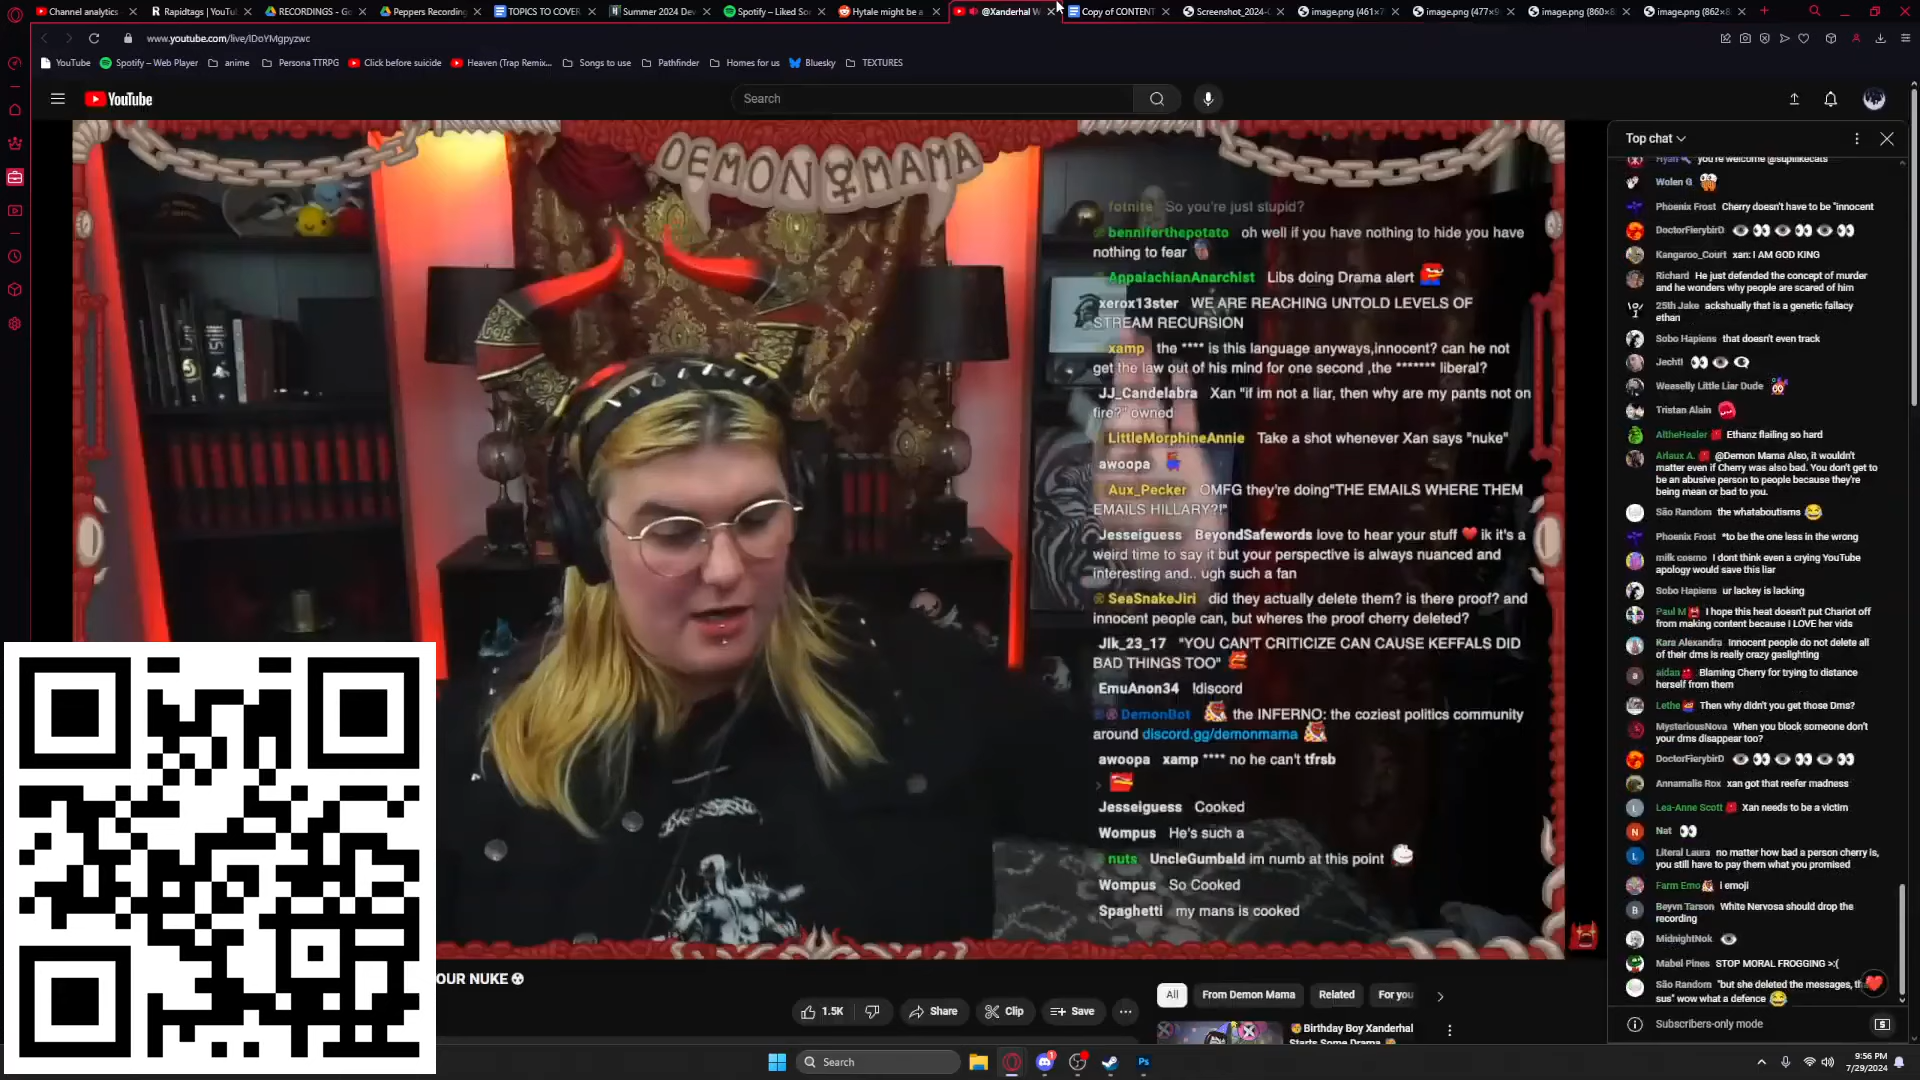 Channel analytics
Rapidtags | YouTu
RECORDINGS - Go
Peppers Recording
TOPICS TO COVER
Summer 2024 Dev
Spotify – Liked So
Hytale might be a
@Xanderhal W
Copy of CONTENT
Screenshot_2024-
image.png (461×7
image.png (477×9
image.png (860×8
image.png (862×8
www.youtube.com/live/lDoYMgpyzwc
YouTube
Spotify – Web Player
anime
Persona TTRPG
Click before suicide
Heaven (Trap Remix...
Songs to use
Pathfinder
Homes for us
Bluesky
TEXTURES
YouTube
Search
DEMON MAMA
fotnite So you're just stupid?
benniferthepotato oh well if you have nothing to hide you have
nothing to fear
AppalachianAnarchist Libs doing Drama alert
xerox13ster WE ARE REACHING UNTOLD LEVELS OF
STREAM RECURSION
xamp the **** is this language anyways,innocent? can he not
get the law out of his mind for one second ,the ******* liberal?
JJ_Candelabra Xan "if im not a liar, then why are my pants not on
fire?" owned
LittleMorphineAnnie Take a shot whenever Xan says "nuke"
awoopa
Aux_Pecker OMFG they're doing"THE EMAILS WHERE THEM
EMAILS HILLARY?!"
Jesseiguess BeyondSafewords love to hear your stuff ❤ ik it's a
weird time to say it but your perspective is always nuanced and
interesting and.. ugh such a fan
SeaSnakeJiri did they actually delete them? is there proof? and
innocent people can, but wheres the proof cherry deleted?
Jlk_23_17 "YOU CAN'T CRITICIZE CAN CAUSE KEFFALS DID
BAD THINGS TOO"
EmuAnon34 !discord
DemonBot the INFERNO: the coziest politics community
around discord.gg/demonmama
awoopa xamp **** no he can't tfrsb
Jesseiguess Cooked
Wompus He's such a
nuts UncleGumbald im numb at this point
Wompus So Cooked
Spaghetti my mans is cooked
Top chat
Ryan you're welcome @suplilikecats
Wolen G
Phoenix Frost Cherry doesn't have to be "innocent
DoctorFierybirD 👁 👀 👁 👀 👁 👀
Kangaroo_Court xan: I AM GOD KING
Richard He just defended the concept of murder
and he wonders why people are scared of him
25th Jake ackshually that is a genetic fallacy
ethan
Sobo Hapiens that doesn't even track
JechtI 👀 👁 👁‍🗨
Weaselly Little Liar Dude
Tristan Alain
AltheHealer Ethanz flailing so hard
Arlaux A. @Demon Mama Also, it wouldn't
matter even if Cherry was also bad. You don't get to
be an abusive person to people because they're
being mean or bad to you.
São Random the whataboutisms 😂
Phoenix Frost *to be the one less in the wrong
milk cosmo I dont think even a crying YouTube
apology would save this liar
Sobo Hapiens ur lackey is lacking
Paul M I hope this heat doesn't put Chariot off
from making content because I LOVE her vids
Kara Alexandra Innocent people do not delete all
of their dms is really crazy gaslighting
aidan Blaming Cherry for trying to distance
herself from them
Lethe Then why didn't you get those Dms?
MysteriousNova When you block someone don't
your dms disappear too?
DoctorFierybirD 👁 👀 👀 👁 👀 👀
Annamalis Rox xan got that reefer madness
Lea-Anne Scott Xan needs to be a victim
Nat 👀
Literal Laura no matter how bad a person cherry is,
you still have to pay them what you promised
Farm Emo I emoji
Beyvn Tarson White Nervosa should drop the
recording
MidnightNok 👁
Mabel Pines STOP MORAL FROGGING >:(
São Random "but she deleted the messages, th
sus" wow what a defence 😂
Subscribers-only mode
OUR NUKE ☢
1.5K
Share
Clip
Save
All
From Demon Mama
Related
For you
Birthday Boy Xanderhal
Starts Some Drama
Search
9:56 PM
7/29/2024